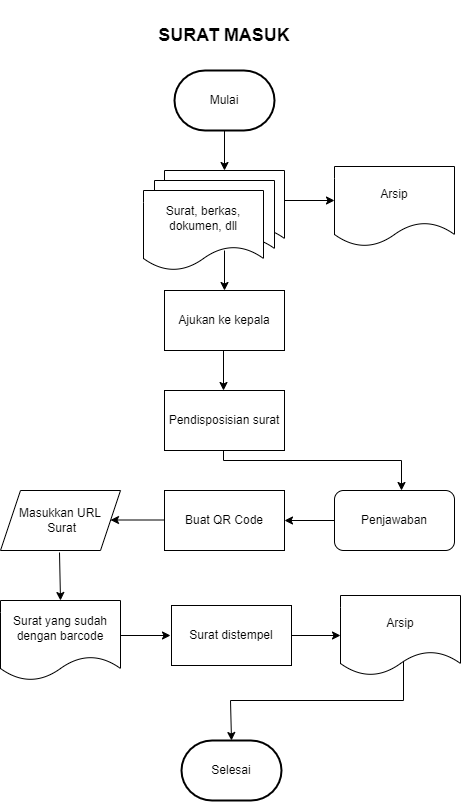 SURAT MASUK
Mulai
Surat, berkas,
dokumen, dll
Arsip
Ajukan ke kepala
Pendisposisian surat
Masukkan URL
Surat
Buat QR Code
Penjawaban
Surat yang sudah
dengan barcode
Surat distempel
Arsip
Selesai